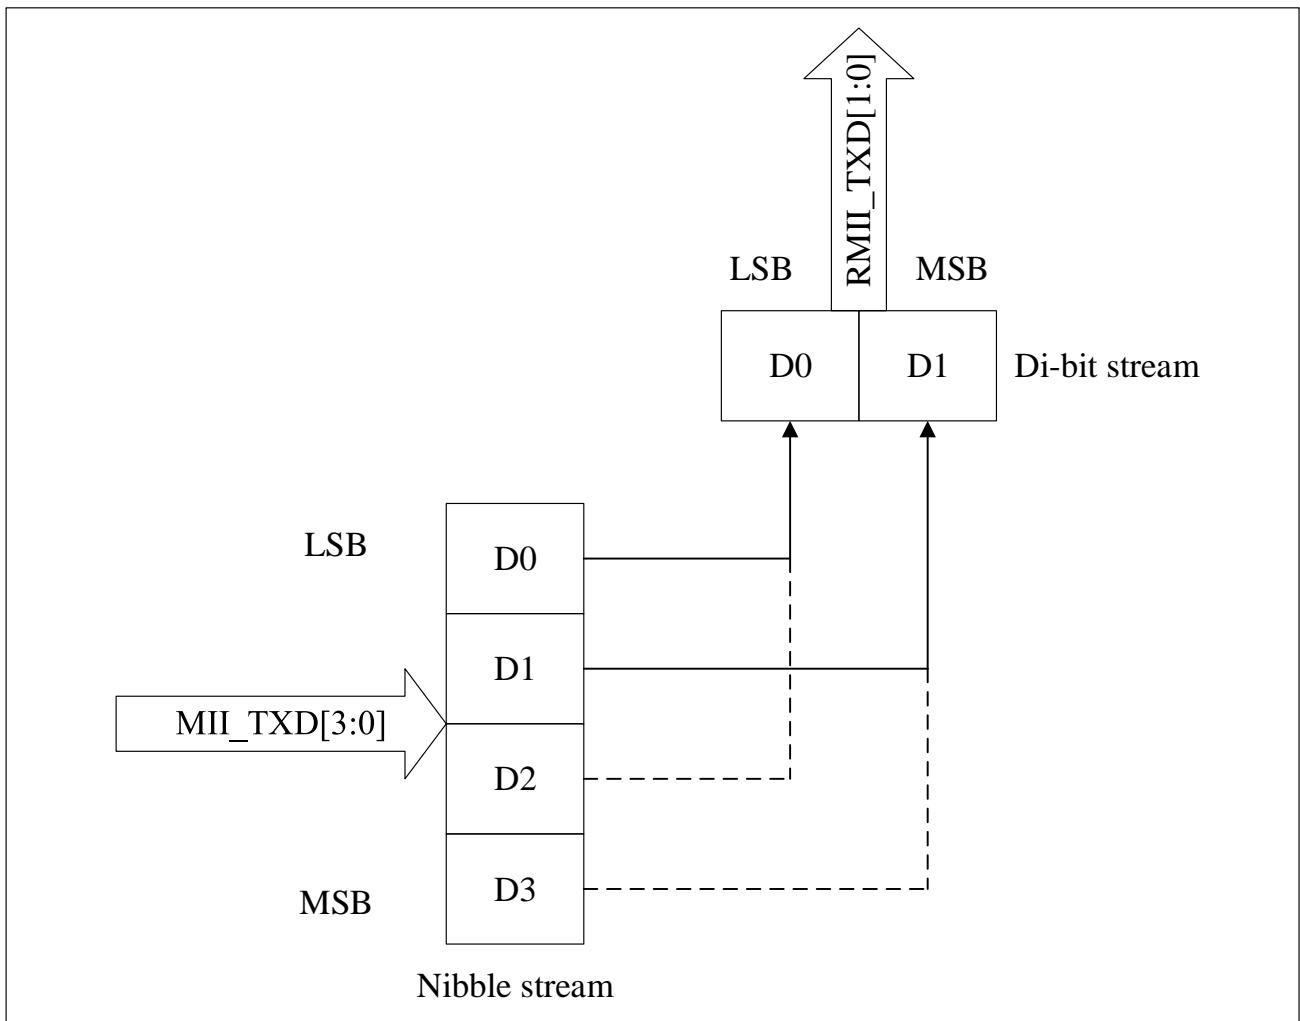 RMII_TXD[1:0]
LSB
MSB
D0
D1
Di-bit stream
LSB
D0
D1
MII_TXD[3:0]
D2
MSB
D3
Nibble stream